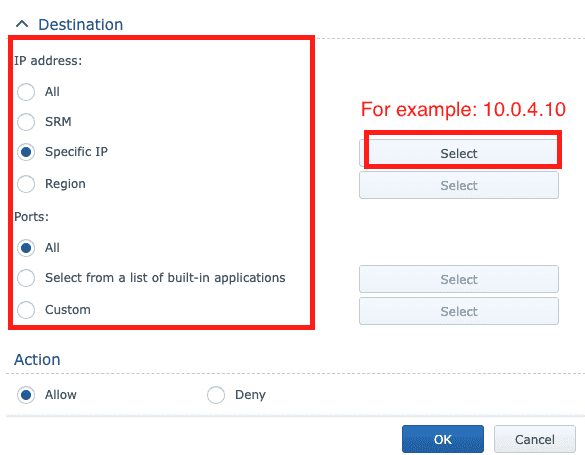 Destination
IP address:
All
SRM
For example: 10.0.4.10
Specific IP
Select
Region
Select
Ports:
All
Select from a list of built-in applications
Select
Custom
Select
Action
Allow
Deny
OK
Cancel